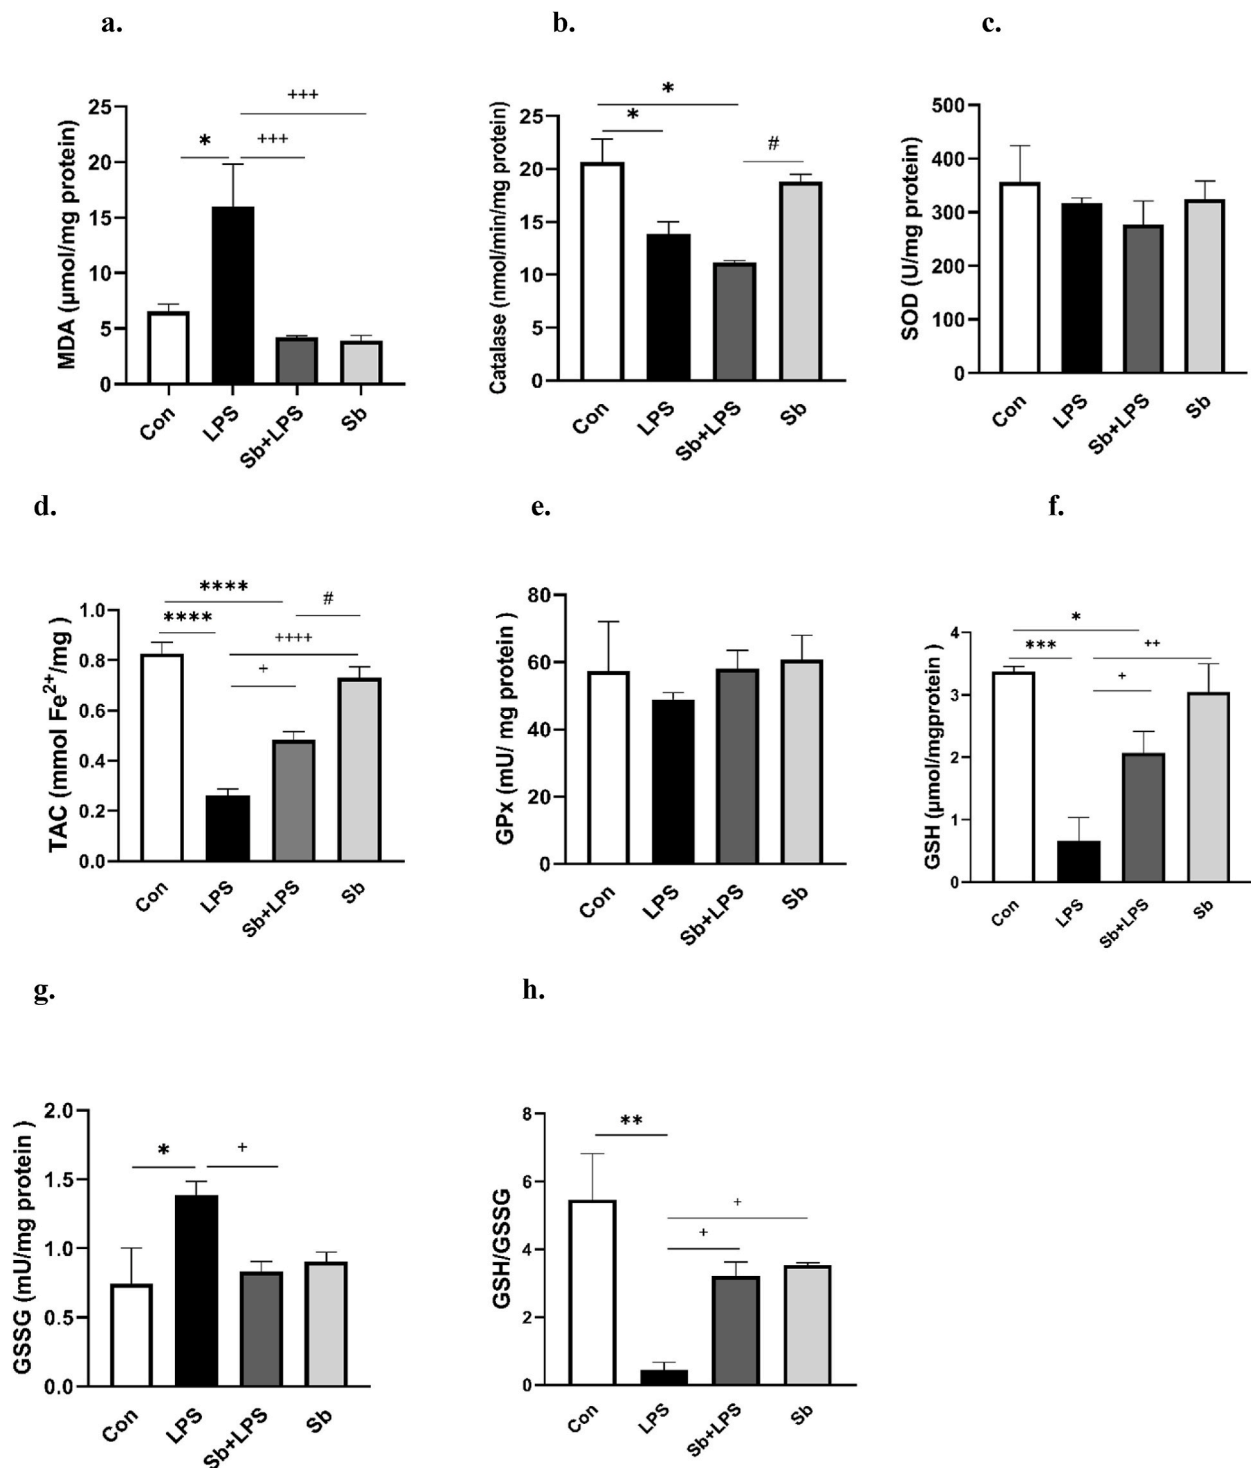 a.
MDA (µmol/mg protein)
25
20
15
10
5
0
+++
*
+++
Con
LPS
Sb+LPS
Sb
b.
Catalase (nmol/min/mg protein)
25
20
15
10
5
0
*
*
#
Con
LPS
Sb+LPS
Sb
c.
SOD (U/mg protein)
500
400
300
200
100
0
Con
LPS
Sb+LPS
Sb
d.
TAC (mmol Fe²⁺/mg)
1.0
0.8
0.6
0.4
0.2
0.0
****
#
****
++++
+
Con
LPS
Sb+LPS
Sb
e.
GPx (mU/ mg protein )
80
60
40
20
0
Con
LPS
Sb+LPS
Sb
f.
GSH (µmol/mgprotein )
4
3
2
1
0
*
***
++
+
Con
LPS
Sb+LPS
Sb
g.
GSSG (mU/mg protein )
2.0
1.5
1.0
0.5
0.0
*
+
Con
LPS
Sb+LPS
Sb
h.
GSH/GSSG
8
6
4
2
0
**
+
+
Con
LPS
Sb+LPS
Sb